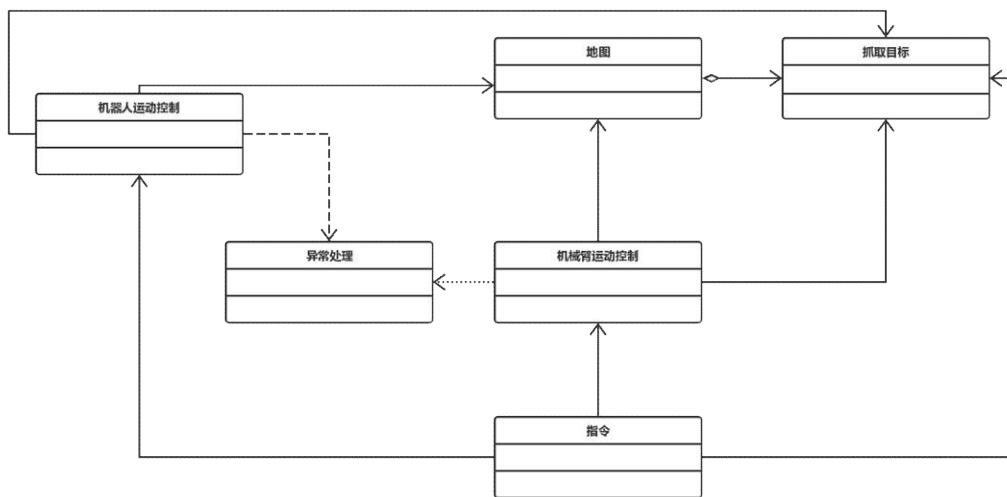 地图
抓取目标
机器人运动控制
异常处理
机械臂运动控制
指令